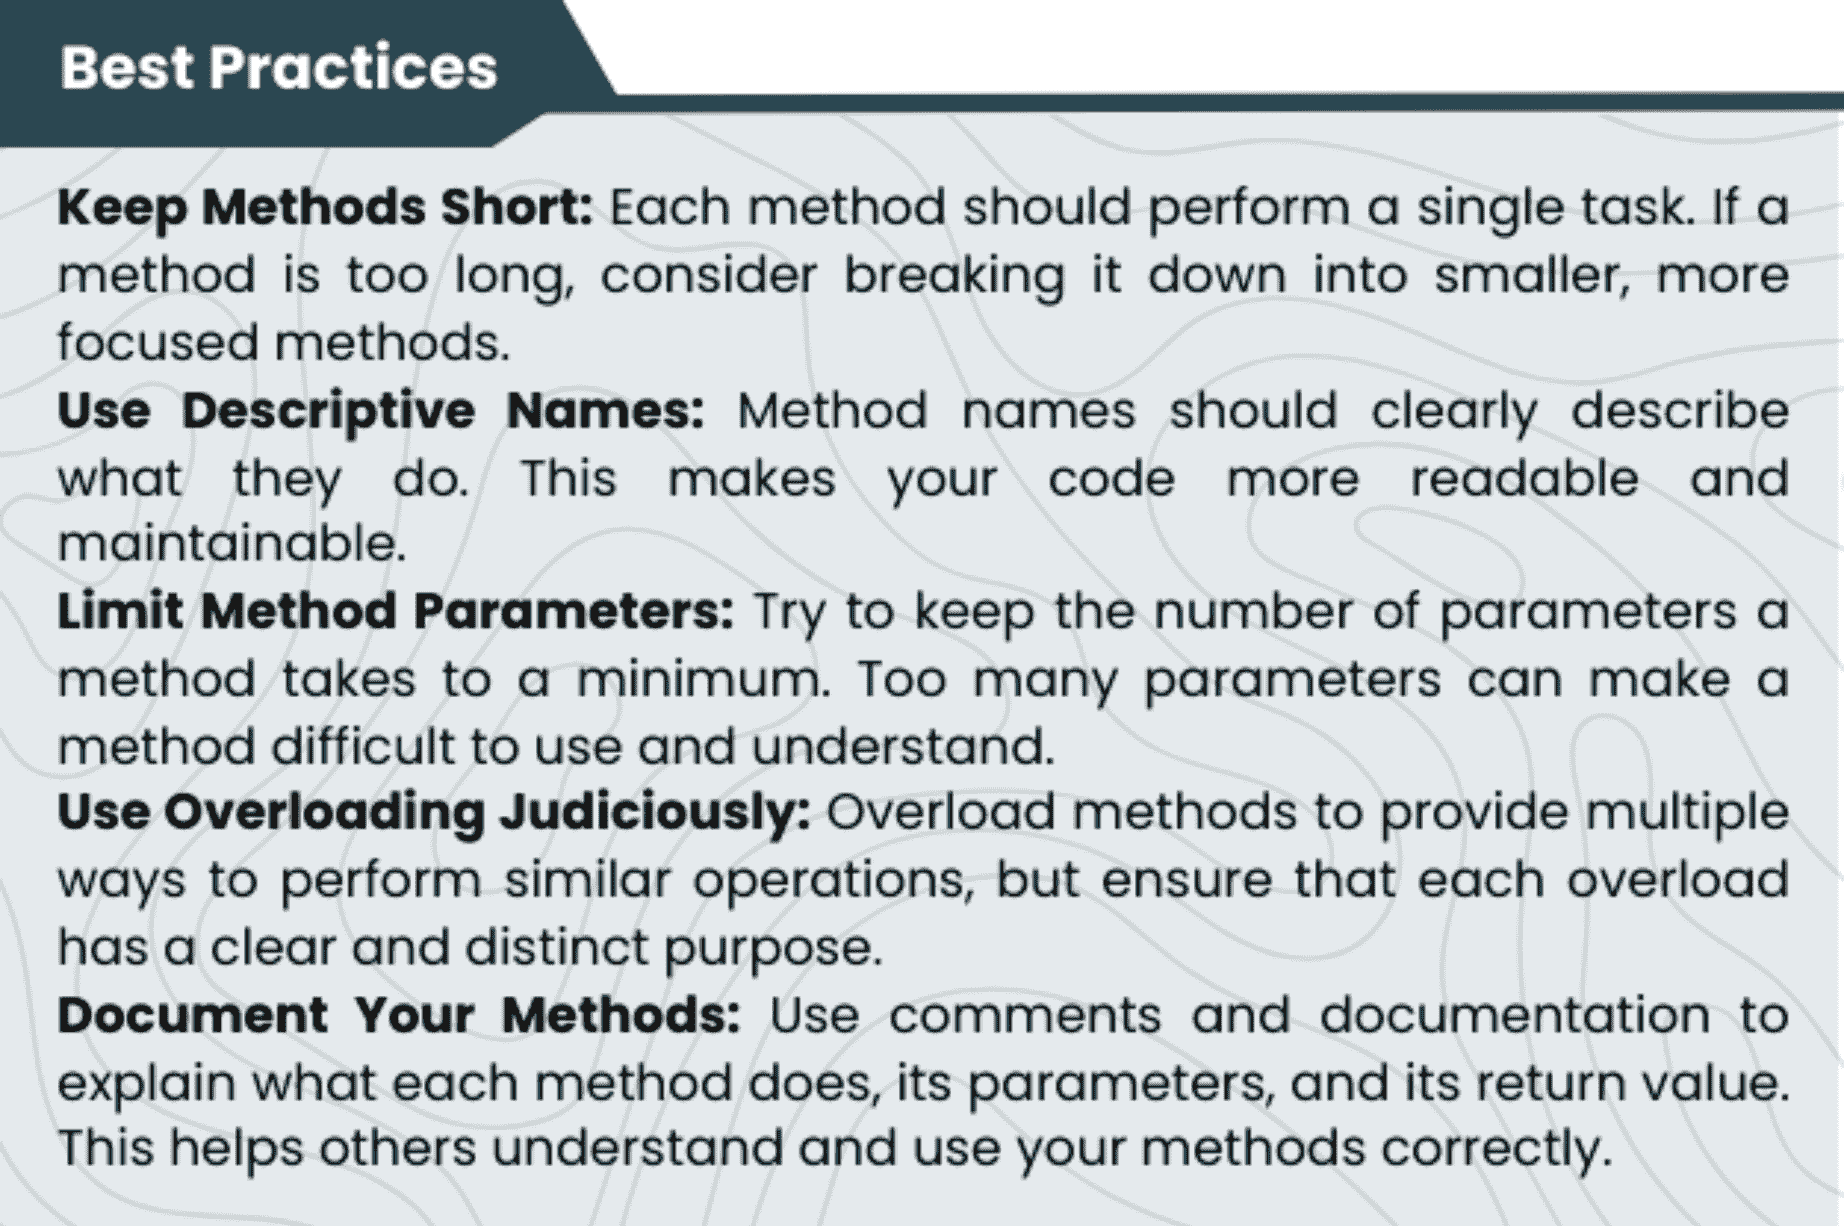 Best Practices
Keep Methods Short: Each method should perform a single task. If a
method is too long, consider breaking it down into smaller, more
focused methods.
Use Descriptive Names: Method names should clearly describe
what they do. This makes your code more readable and
maintainable.
Limit Method Parameters: Try to keep the number of parameters a
method takes to a minimum. Too many parameters can make a
method difficult to use and understand.
Use Overloading Judiciously: Overload methods to provide multiple
ways to perform similar operations, but ensure that each overload
has a clear and distinct purpose.
Document Your Methods: Use comments and documentation to
explain what each method does, its parameters, and its return value.
This helps others understand and use your methods correctly.